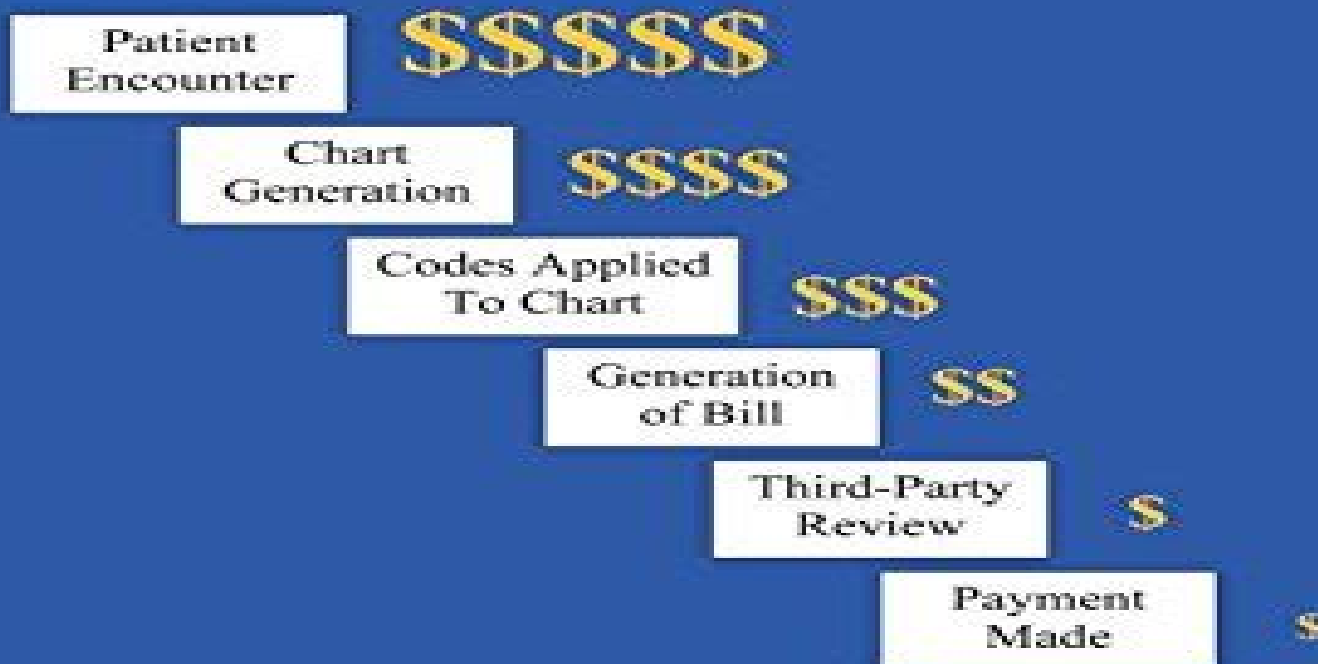 Patient
Encounter
$$$$$
Chart
Generation
$$$$
Codes Applied
To Chart
$$$
Generation
of Bill
$$
Third-Party
Review
$
Payment
Made
$